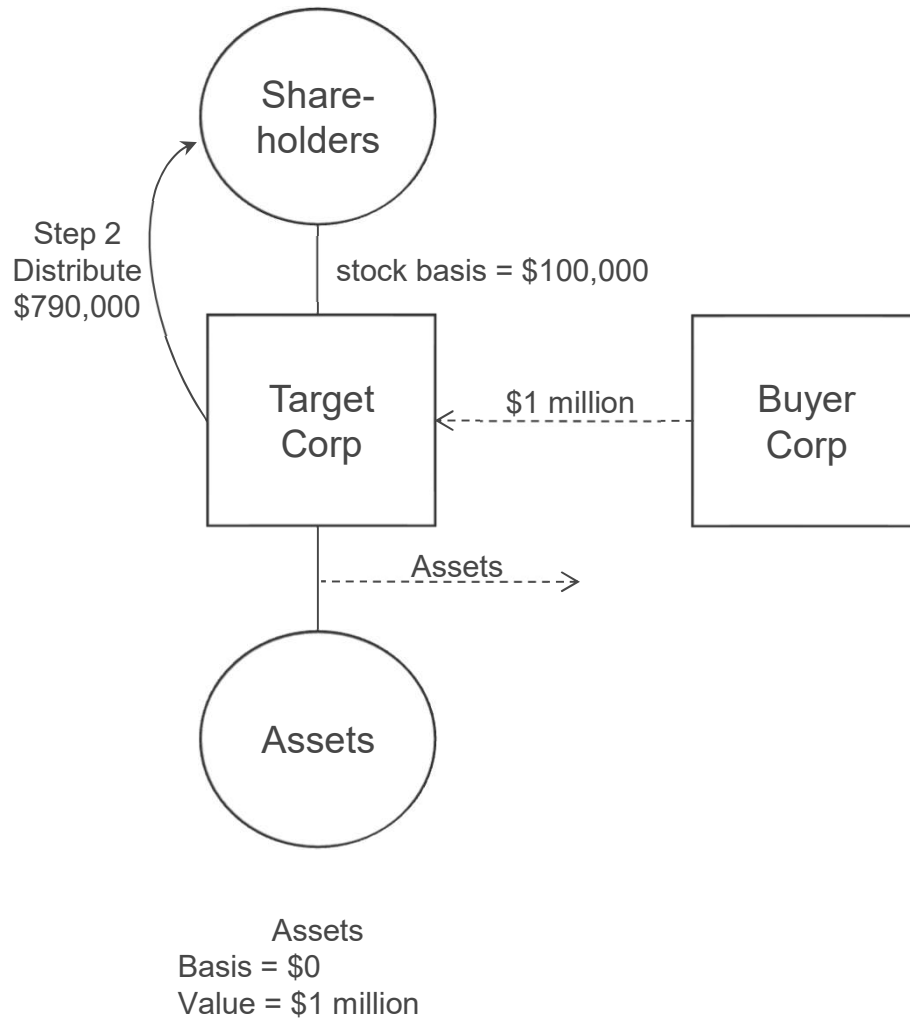 Share-
holders
Step 2
Distribute
$790,000
stock basis = $100,000
Target
Corp
$1 million
Buyer
Corp
Assets
Assets
Assets
Basis = $0
Value = $1 million